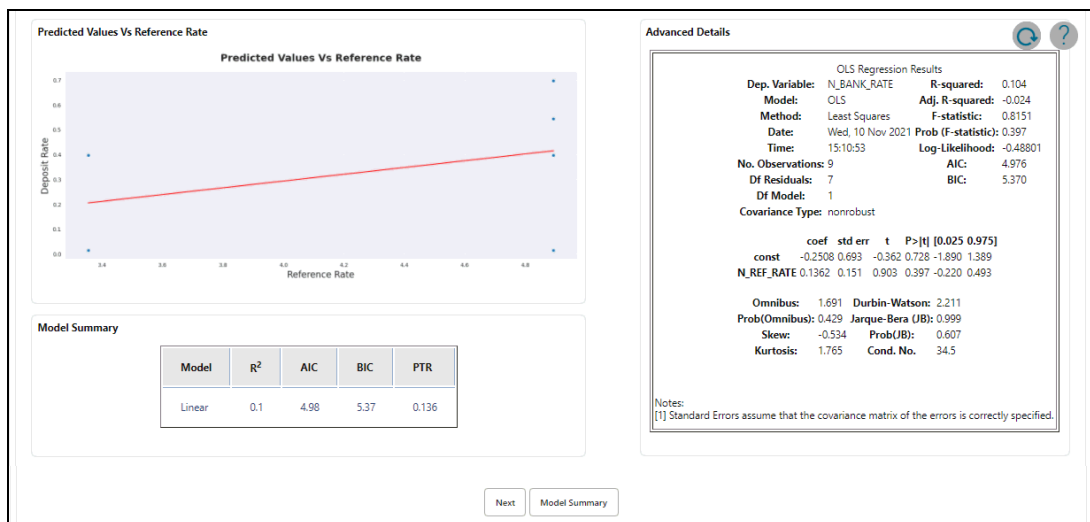 Predicted Values Vs Reference Rate
Predicted Values Vs Reference Rate
0.7
0.6
0.5
0.4
0.3
0.2
0.1
0.0
Deposit Rate
3.4 3.6 3.8 4.0 4.2 4.4 4.6 4.8
Reference Rate
Model Summary
Model R2 AIC BIC PTR
Linear 0.1 4.98 5.37 0.136
Advanced Details
?
OLS Regression Results
Dep. Variable: N_BANK_RATE R-squared: 0.104
Model: OLS Adj. R-squared: -0.024
Method: Least Squares F-statistic: 0.8151
Date: Wed, 10 Nov 2021 Prob (F-statistic): 0.397
Time: 15:10:53 Log-Likelihood: -0.48801
No. Observations: 9 AIC: 4.976
Df Residuals: 7 BIC: 5.370
Df Model: 1
Covariance Type: nonrobust
coef std err t P>|t| [0.025 0.975]
const -0.2508 0.693 -0.362 0.728 -1.890 1.389
N_REF_RATE 0.1362 0.151 0.903 0.397 -0.220 0.493
Omnibus: 1.691 Durbin-Watson: 2.211
Prob(Omnibus): 0.429 Jarque-Bera (JB): 0.999
Skew: -0.534 Prob(JB): 0.607
Kurtosis: 1.765 Cond. No. 34.5
Notes:
[1] Standard Errors assume that the covariance matrix of the errors is correctly specified.
Next Model Summary